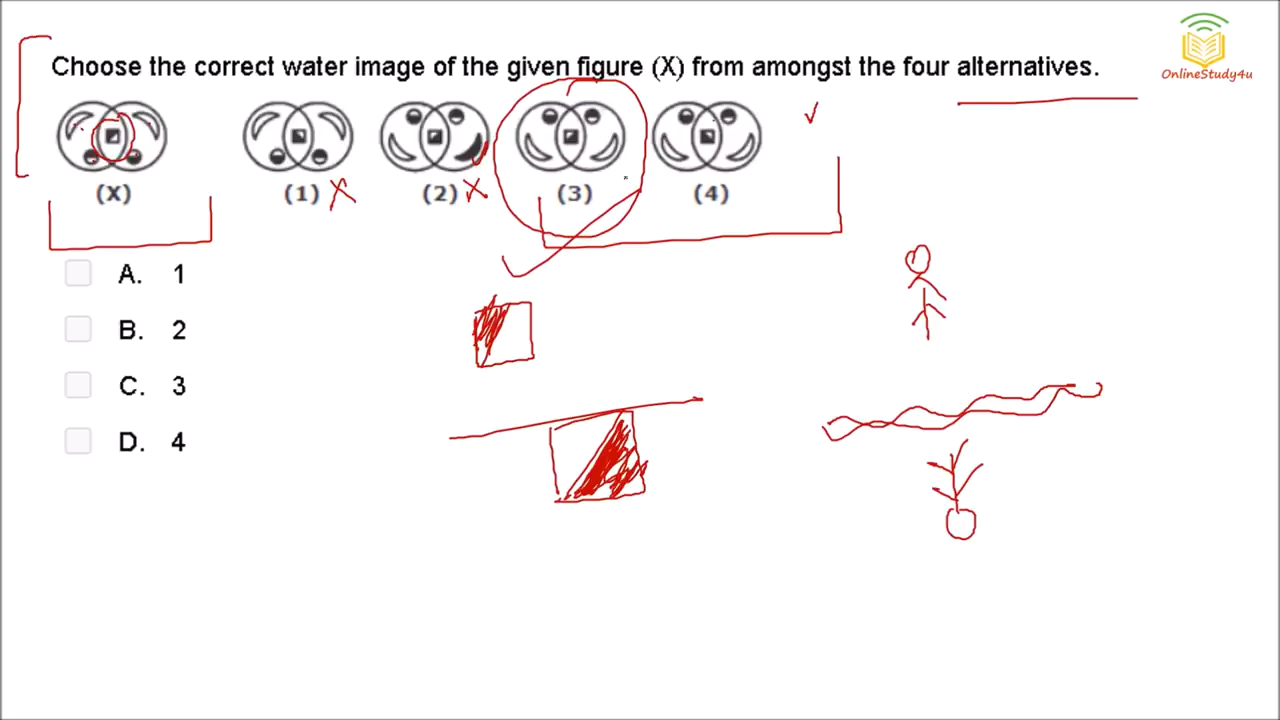 OnlineStudy4u
Choose the correct water image of the given figure (X) from amongst the four alternatives.
(X) (1) (2) (3) (4)
A. 1
B. 2
C. 3
D. 4